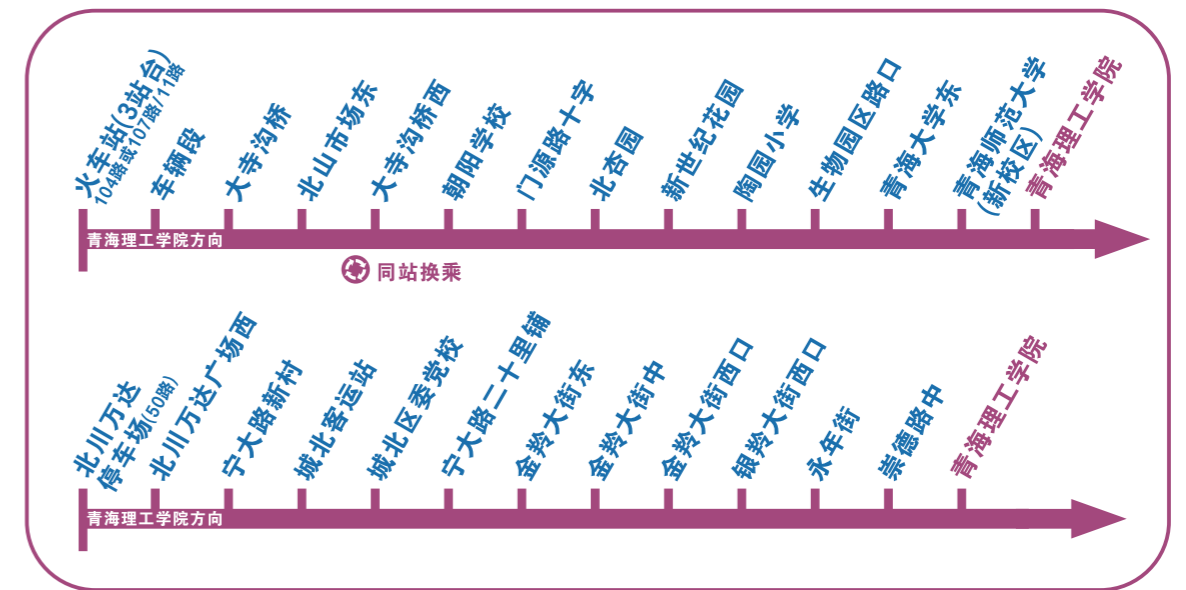 火车站(3站台)
104路或107路/11路
车辆段
大寺沟桥
北山市场东
大寺沟桥西
朝阳学校
门源路十字
北杏园
新世纪花园
陶园小学
生物园区路口
青海大学东
青海师范大学
(新校区)
青海理工学院
青海理工学院方向
同站换乘
北川万达
停车场(50路)
北川万达广场西
宁大路新村
城北客运站
城北区委党校
宁大路二十里铺
金羚大街东
金羚大街中
金羚大街西口
银羚大街西口
永年街
崇德路中
青海理工学院
青海理工学院方向